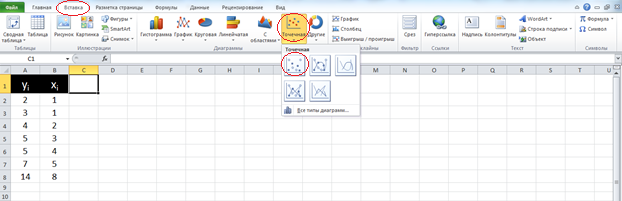 Файл Главная Вставка Разметка страницы Формулы Данные Рецензирование Вид
Сводная таблица Таблица Рисунок Картинка Фигуры SmartArt Снимок Гистограмма График Круговая Линейчатая С областями Точечная Другие График Столбец Выигрыш / проигрыш Срез Гиперссылка Надпись Колонтитулы WordArt Строка подписи Объект Формула Символ
Таблицы Иллюстрации Диаграммы Спарклайны Фильтр Ссылки Текст Символы
Точечная
Все типы диаграмм...
C1 fx
A B C D E F G H I J K L M N O P Q R S T U
1 yi xi
2 2 1
3 3 1
4 4 2
5 5 3
6 5 4
7 7 5
8 14 8
9
10